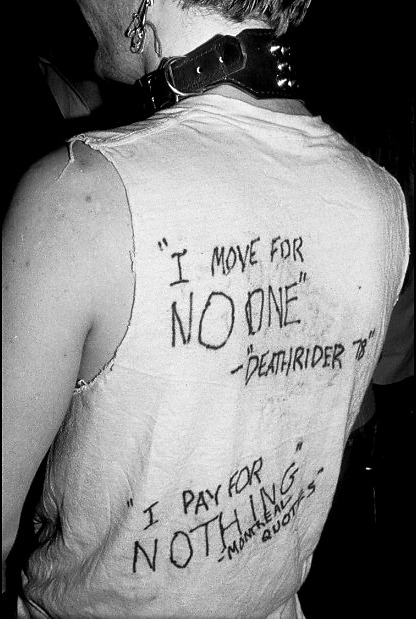 "I MOVE FOR
NO ONE"
-"DEATHRIDER 78"
"I PAY FOR
NOTHING"
-MONTREAL
QUOTES-